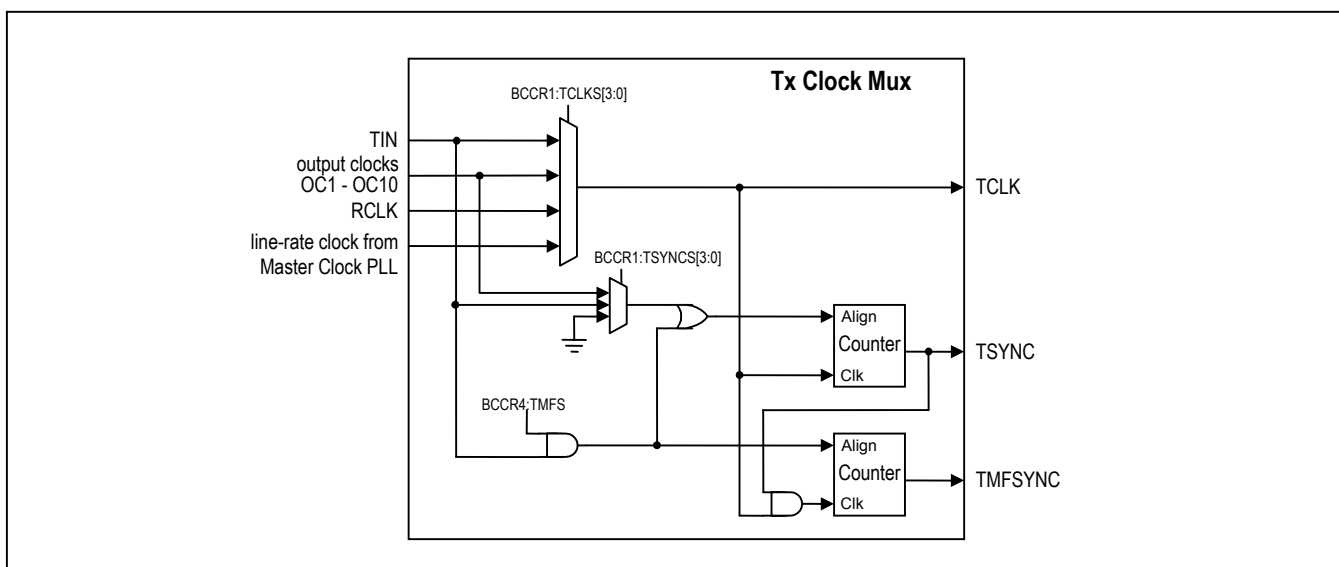 Tx Clock Mux
BCCR1:TCLKS[3:0]
TIN
output clocks
OC1 - OC10
RCLK
line-rate clock from
Master Clock PLL
TCLK
BCCR1:TSYNCS[3:0]
Align
Counter
Clk
TSYNC
BCCR4:TMFS
Align
Counter
Clk
TMFSYNC